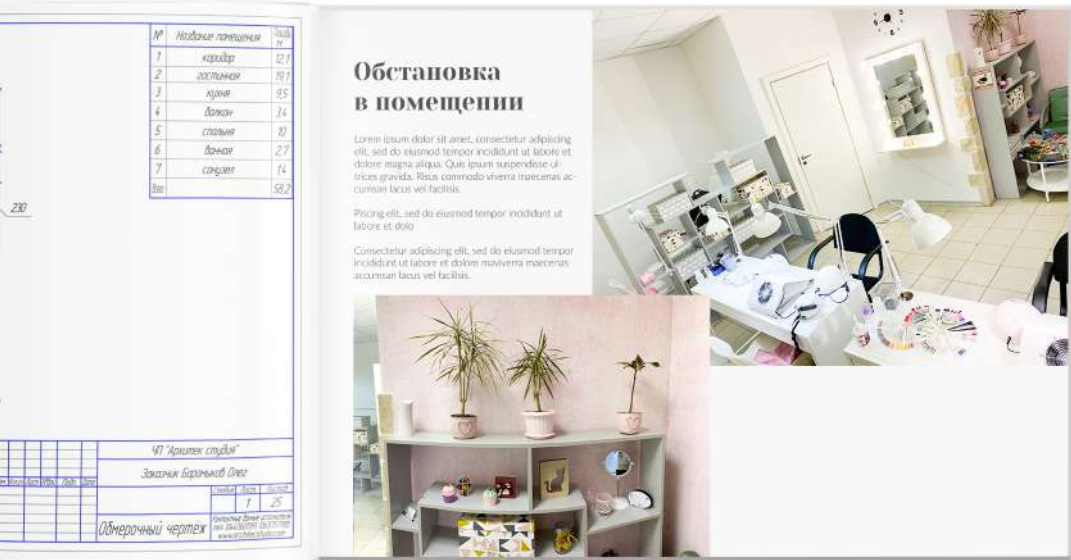 № Название помещения
1 коридор 12,1
2 гостинная 19,1
3 кухня 9,5
4 балкон 3,4
5 спальня 10
6 ванная 2,7
7 санузел 1,4
58,2
230
ЧП "Архитек студия"
Заказчик Барамыков Олег
1 25
Обмерочный чертеж
Обстановка
в помещении
Lorem ipsum dolor sit amet, consectetur adipiscing
elit, sed do eiusmod tempor incididunt ut labore et
dolore magna aliqua. Quis ipsum suspendisse ul-
trices gravida. Risus commodo viverra maecenas ac-
cumsan lacus vel facilisis.
Piscing elit, sed do eiusmod tempor incididunt ut
labore et dolo
Consectetur adipiscing elit, sed do eiusmod tempor
incididunt ut labore et dolore maviverra maecenas
accumsan lacus vel facilisis.